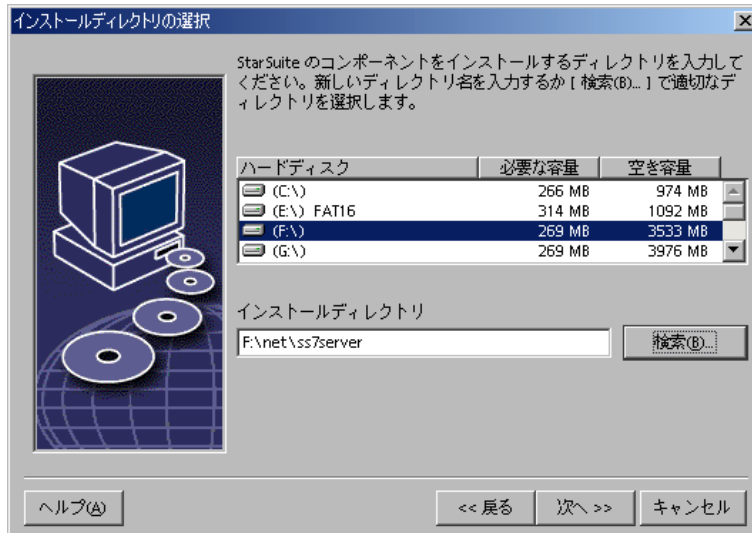 インストールディレクトリの選択
StarSuite のコンポーネントをインストールするディレクトリを入力して
ください。新しいディレクトリ名を入力するか [ 検索(B)... ] で適切なデ
ィレクトリを選択します。
ハードディスク 必要な容量 空き容量
(C:\) 266 MB 974 MB
(E:\) FAT16 314 MB 1092 MB
(F:\) 269 MB 3533 MB
(G:\) 269 MB 3976 MB
インストールディレクトリ
F:\net\ss7server 検索(B)...
ヘルプ(A) << 戻る 次へ >> キャンセル